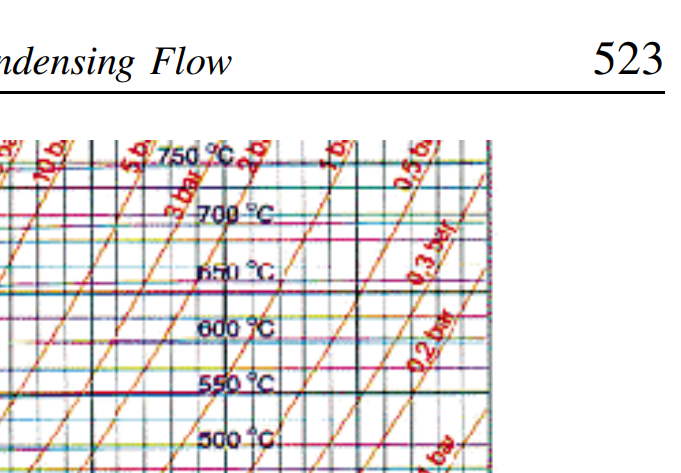 ndensing Flow 523
10 b
5 b
750 °C
2 b
1 b
0,5 b
3 bar
700 °C
0,3 bar
650 °C
600 °C
0,2 bar
550 °C
500 °C
bar